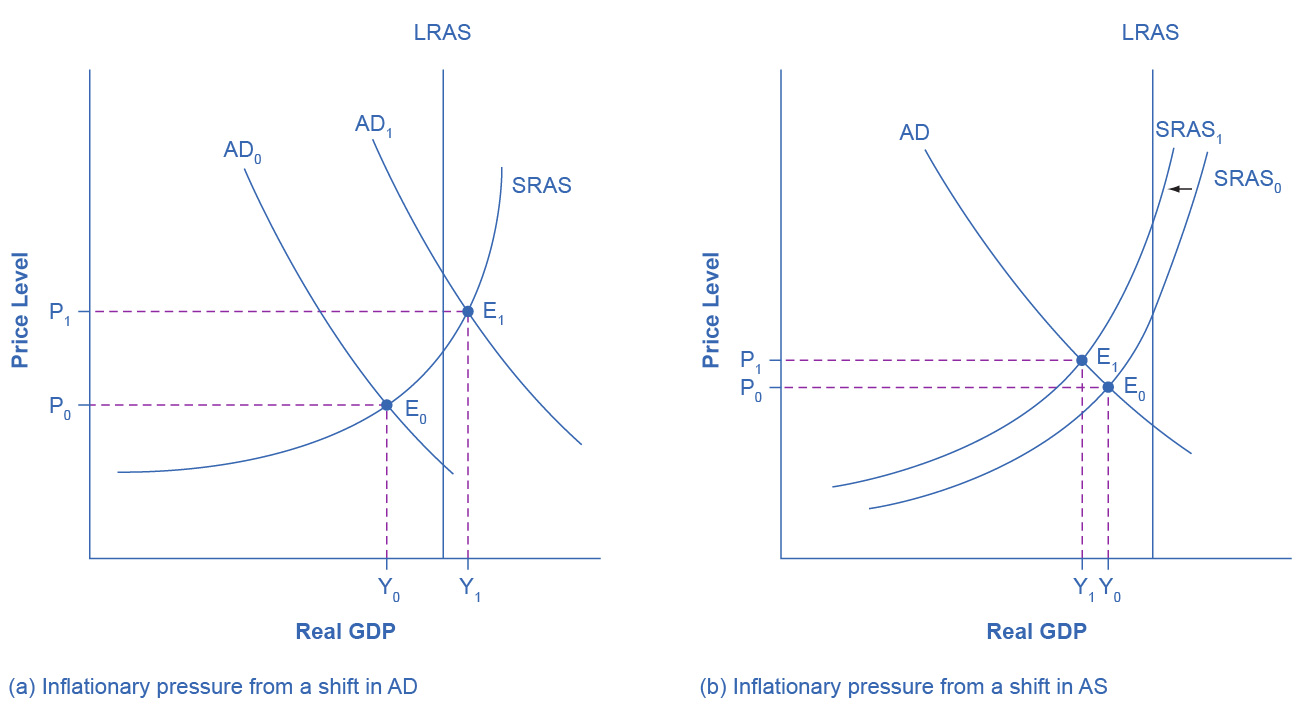 LRAS
AD₀
AD₁
SRAS
Price Level
P₁
E₁
P₀
E₀
Y₀
Y₁
Real GDP
(a) Inflationary pressure from a shift in AD
LRAS
AD
SRAS₁
SRAS₀
Price Level
P₁
E₁
P₀
E₀
Y₁
Y₀
Real GDP
(b) Inflationary pressure from a shift in AS